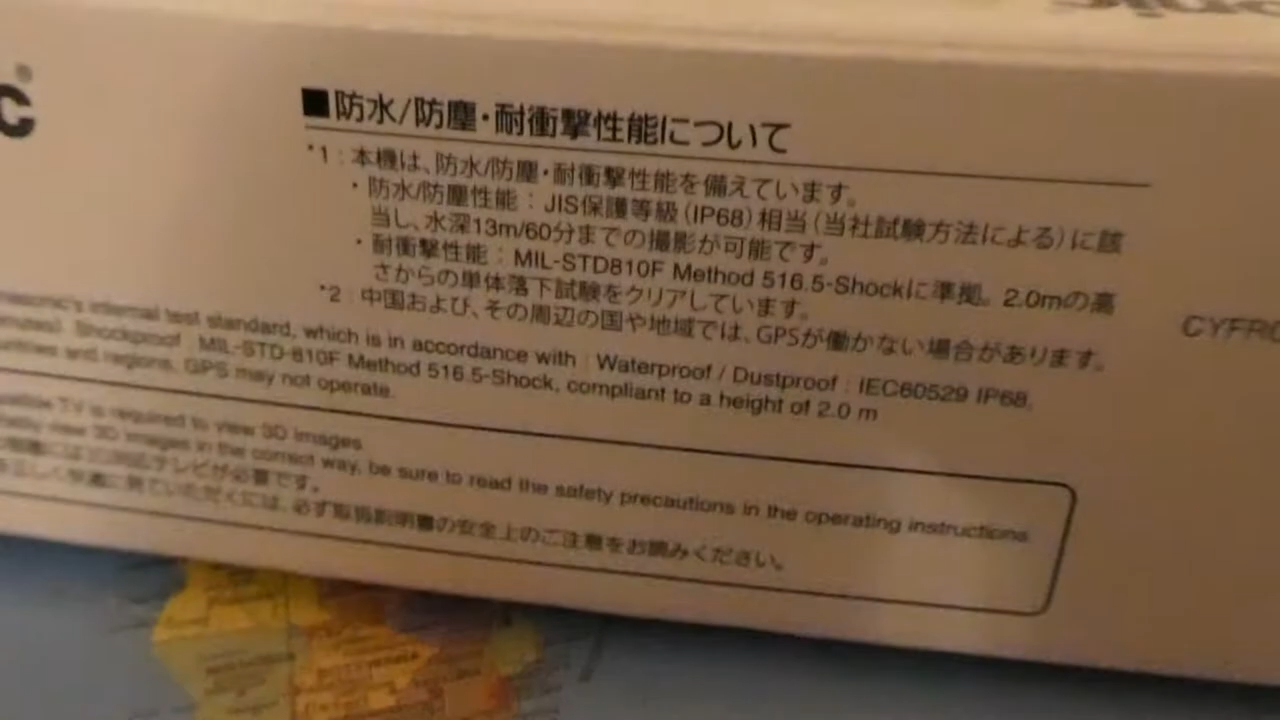 ■防水/防塵・耐衝撃性能について
*1：本機は、防水/防塵・耐衝撃性能を備えています。
・防水/防塵性能：JIS保護等級（IP68）相当（当社試験方法による）に該
当し、水深13m/60分までの撮影が可能です。
・耐衝撃性能：MIL-STD810F Method 516.5-Shockに準拠。2.0mの高
さからの単体落下試験をクリアしています。
*2：中国および、その周辺の国や地域では、GPSが働かない場合があります。
CYFR
internal test standard, which is in accordance with : Waterproof / Dustproof : IEC60529 IP68.
Shockproof : MIL-STD-810F Method 516.5-Shock, compliant to a height of 2.0 m
and regions, GPS may not operate.
TV is required to view 3D images
view 3D images in the correct way, be sure to read the safety precautions in the operating instructions
テレビが必要です。
見ていただくには、必ず取扱説明書の安全上のご注意をお読みください。